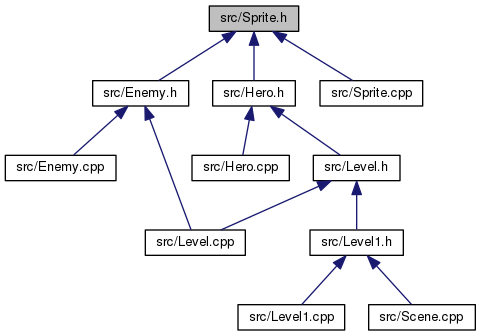 src/Sprite.h
src/Enemy.h
src/Hero.h
src/Sprite.cpp
src/Enemy.cpp
src/Hero.cpp
src/Level.h
src/Level.cpp
src/Level1.h
src/Level1.cpp
src/Scene.cpp